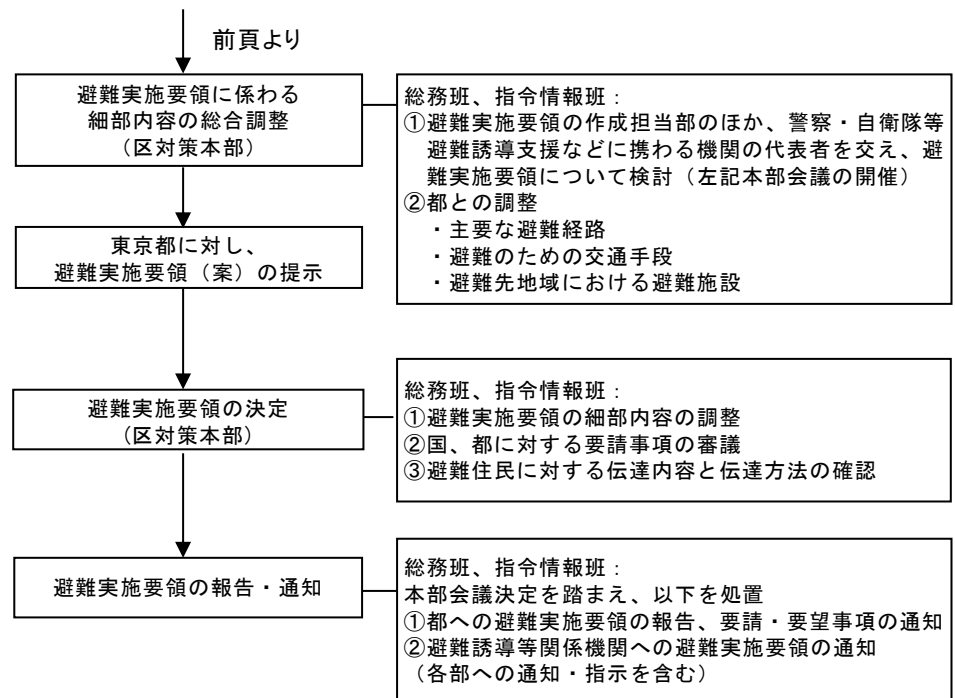 前頁より
避難実施要領に係わる
細部内容の総合調整
（区対策本部）
総務班、指令情報班：
①避難実施要領の作成担当部のほか、警察・自衛隊等
避難誘導支援などに携わる機関の代表者を交え、避
難実施要領について検討（左記本部会議の開催）
②都との調整
・主要な避難経路
・避難のための交通手段
・避難先地域における避難施設
東京都に対し、
避難実施要領（案）の提示
避難実施要領の決定
（区対策本部）
総務班、指令情報班：
①避難実施要領の細部内容の調整
②国、都に対する要請事項の審議
③避難住民に対する伝達内容と伝達方法の確認
避難実施要領の報告・通知
総務班、指令情報班：
本部会議決定を踏まえ、以下を処置
①都への避難実施要領の報告、要請・要望事項の通知
②避難誘導等関係機関への避難実施要領の通知
（各部への通知・指示を含む）